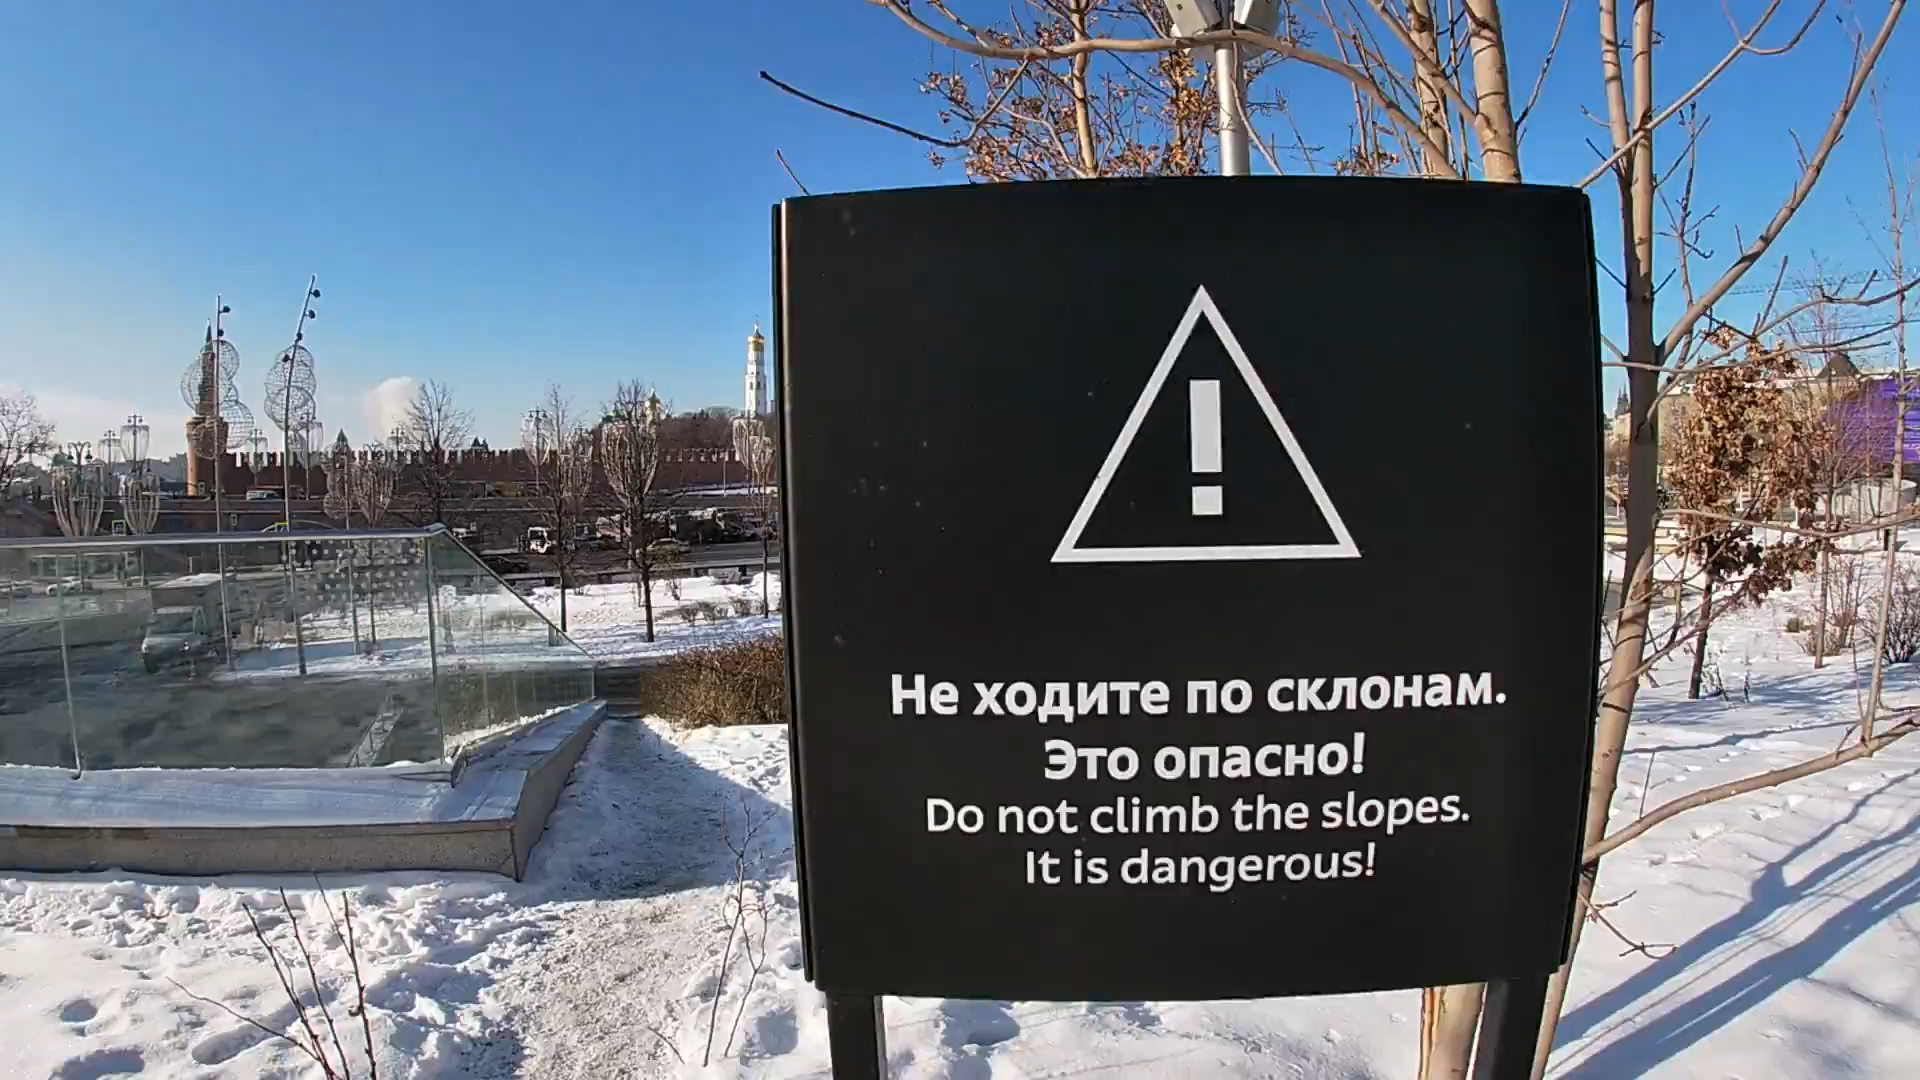 Не ходите по склонам.
Это опасно!
Do not climb the slopes.
It is dangerous!